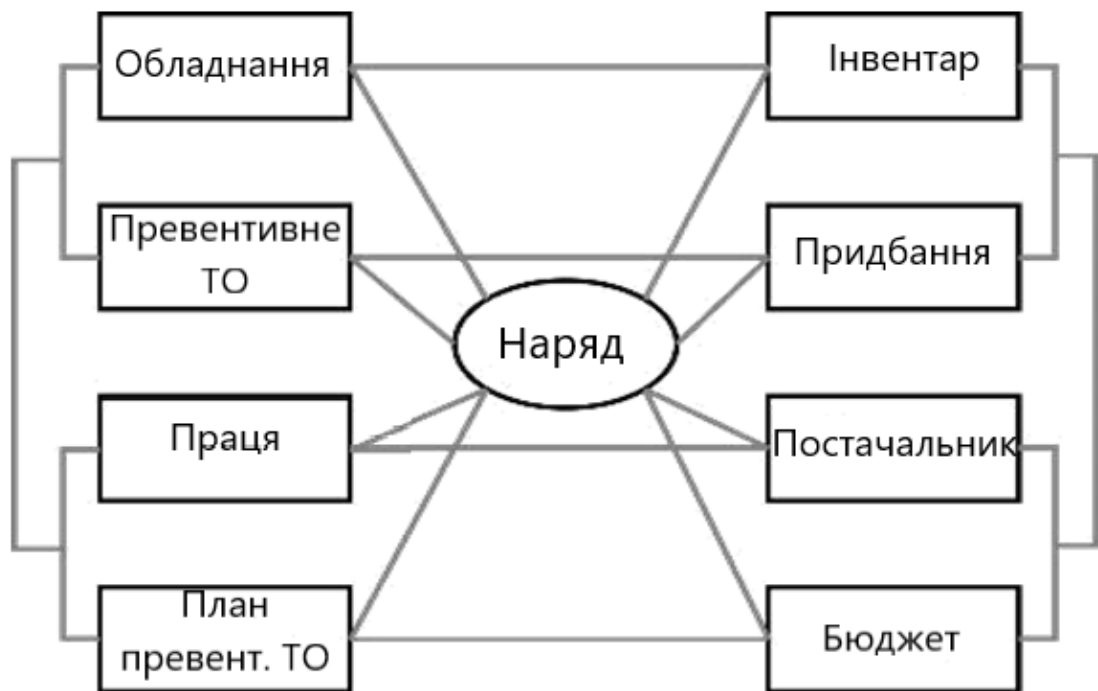 Обладнання
Інвентар
Превентивне
ТО
Придбання
Наряд
Праця
Постачальник
План
превент. ТО
Бюджет